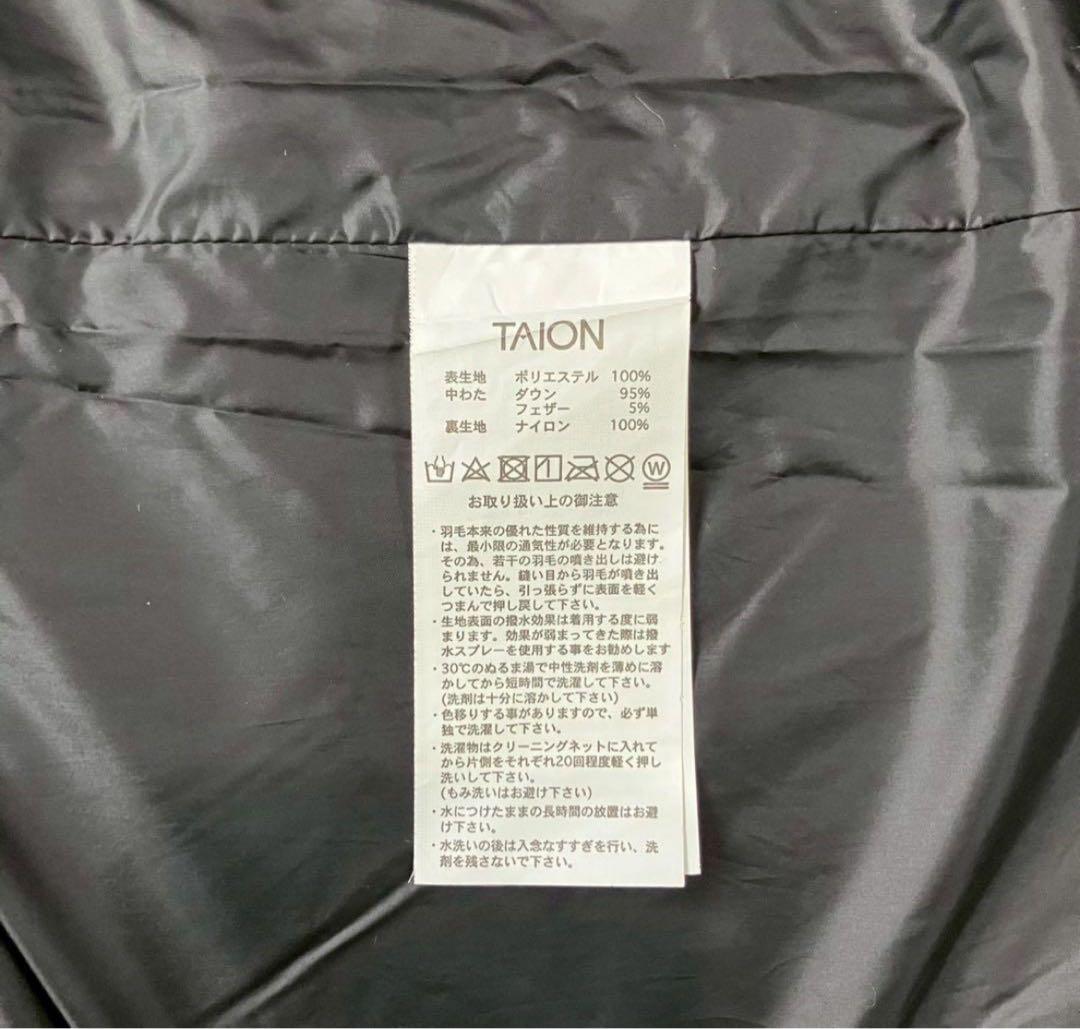 TAION
表生地 ポリエステル 100%
中わた ダウン 95%
フェザー 5%
裏生地 ナイロン 100%
W
お取り扱い上の御注意
・羽毛本来の優れた性質を維持する為に
は、最小限の通気性が必要となります。
その為、若干の羽毛の噴き出しは避け
られません。縫い目から羽毛が噴き出
していたら、引っ張らずに表面を軽く
つまんで押し戻して下さい。
・生地表面の撥水効果は着用する度に弱
まります。効果が弱まってきた際は撥
水スプレーを使用する事をお勧めします
・30℃のぬるま湯で中性洗剤を薄めに溶
かしてから短時間で洗濯して下さい。
(洗剤は十分に溶かして下さい)
・色移りする事がありますので、必ず単
独で洗濯して下さい。
・洗濯物はクリーニングネットに入れて
から片側をそれぞれ20回程度軽く押し
洗いして下さい。
(もみ洗いはお避け下さい)
・水につけたままの長時間の放置はお避
け下さい。
・水洗いの後は入念なすすぎを行い、洗
剤を残さないで下さい。